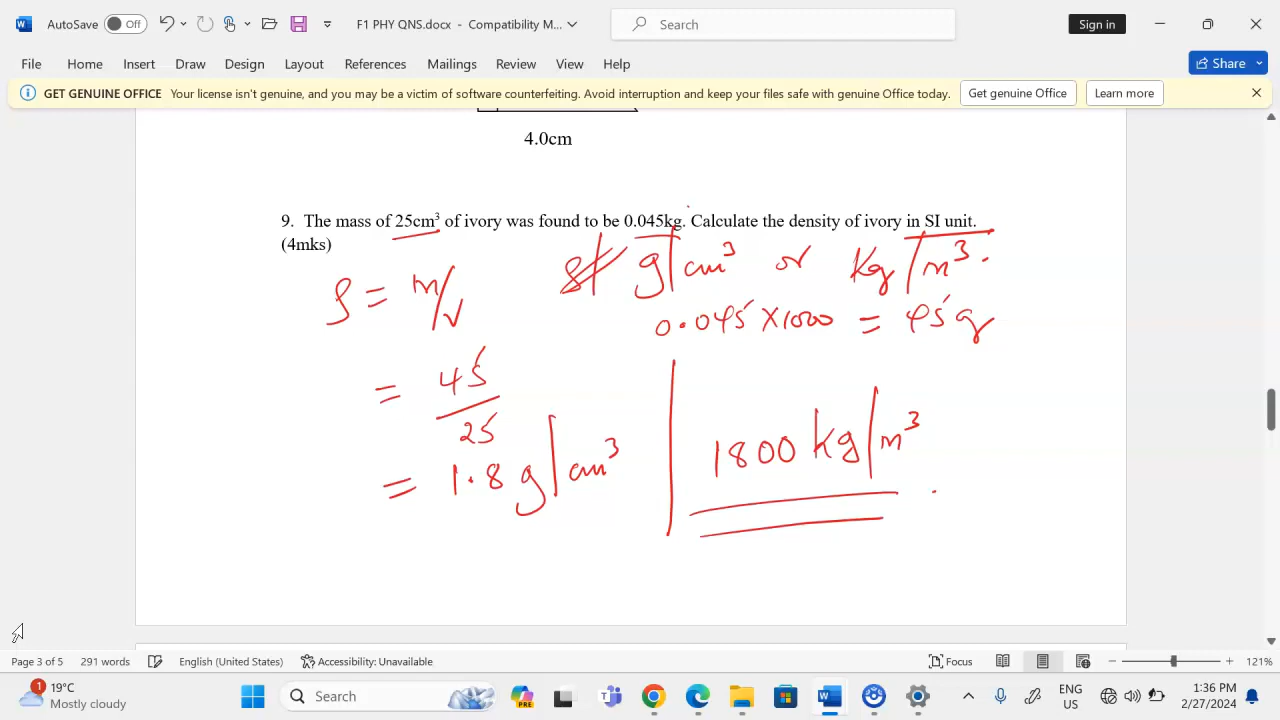 AutoSave Off F1 PHY QNS.docx - Compatibility M... Search Sign in
File Home Insert Draw Design Layout References Mailings Review View Help Share
GET GENUINE OFFICE Your license isn't genuine, and you may be a victim of software counterfeiting. Avoid interruption and keep your files safe with genuine Office today. Get genuine Office Learn more
4.0cm
9. The mass of 25cm³ of ivory was found to be 0.045kg. Calculate the density of ivory in SI unit.
(4mks)
g/cm³ or kg/m³.
ρ = m/v
0.045 X1000 = 45g
= 45/25
= 1.8 g/cm³
1800 kg/m³
Page 3 of 5 291 words English (United States) Accessibility: Unavailable Focus 121%
1 19°C
Mostly cloudy
Search
PRE
ENG
US
1:36 PM
2/27/2024